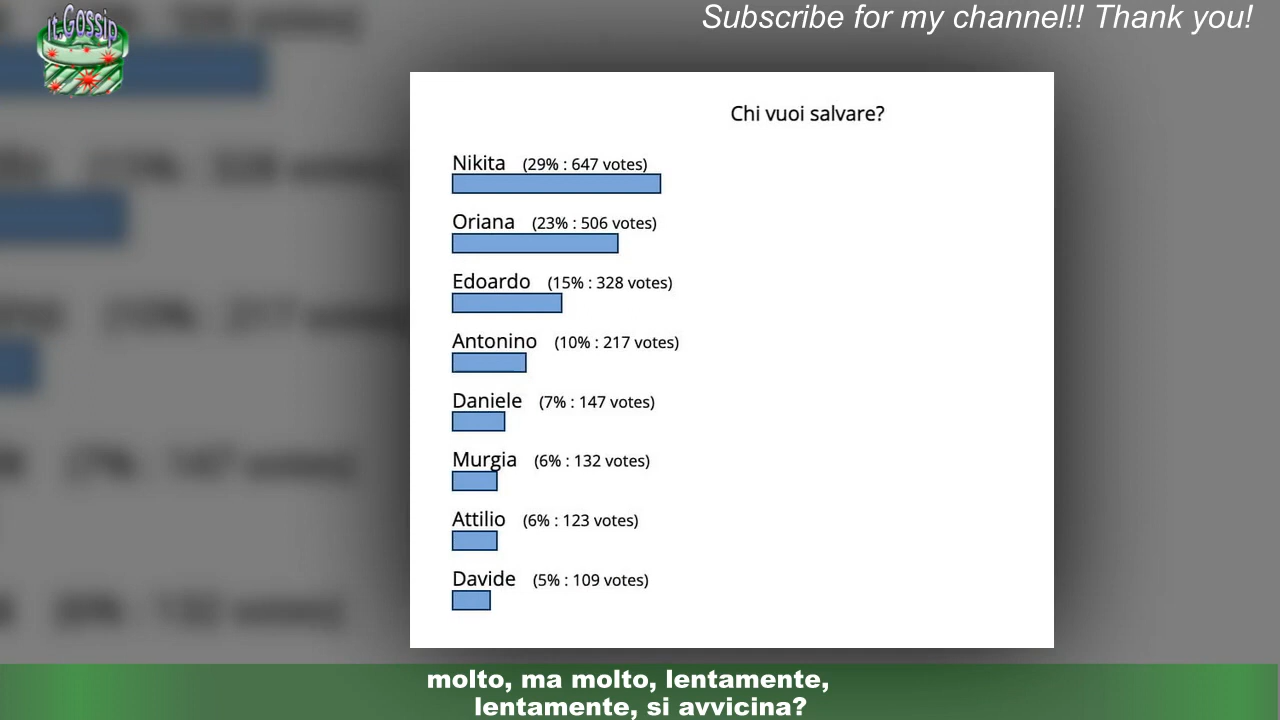 It.Gossip
Subscribe for my channel!! Thank you!
Chi vuoi salvare?
Nikita (29% : 647 votes)
Oriana (23% : 506 votes)
Edoardo (15% : 328 votes)
Antonino (10% : 217 votes)
Daniele (7% : 147 votes)
Murgia (6% : 132 votes)
Attilio (6% : 123 votes)
Davide (5% : 109 votes)
molto, ma molto, lentamente,
lentamente, si avvicina?